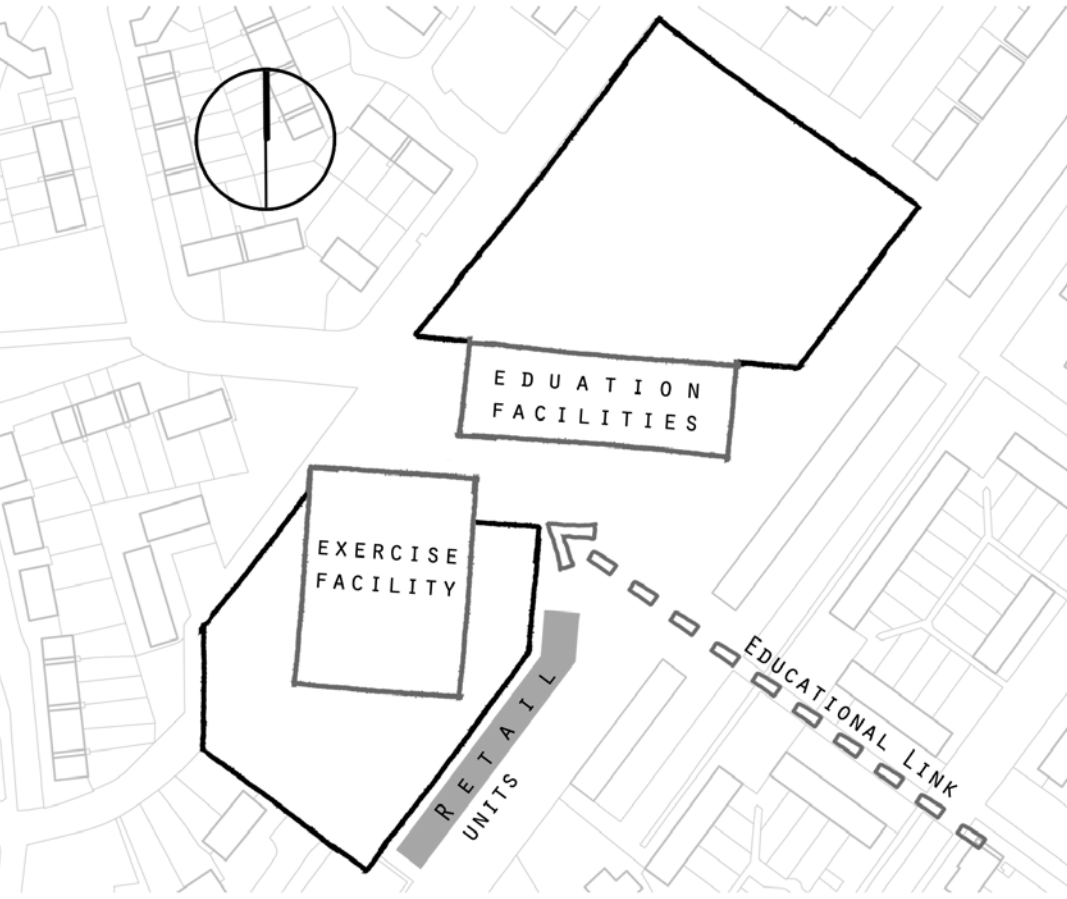 EDUATION
FACILITIES
EXERCISE
FACILITY
RETAIL
UNITS
EDUCATIONAL LINK